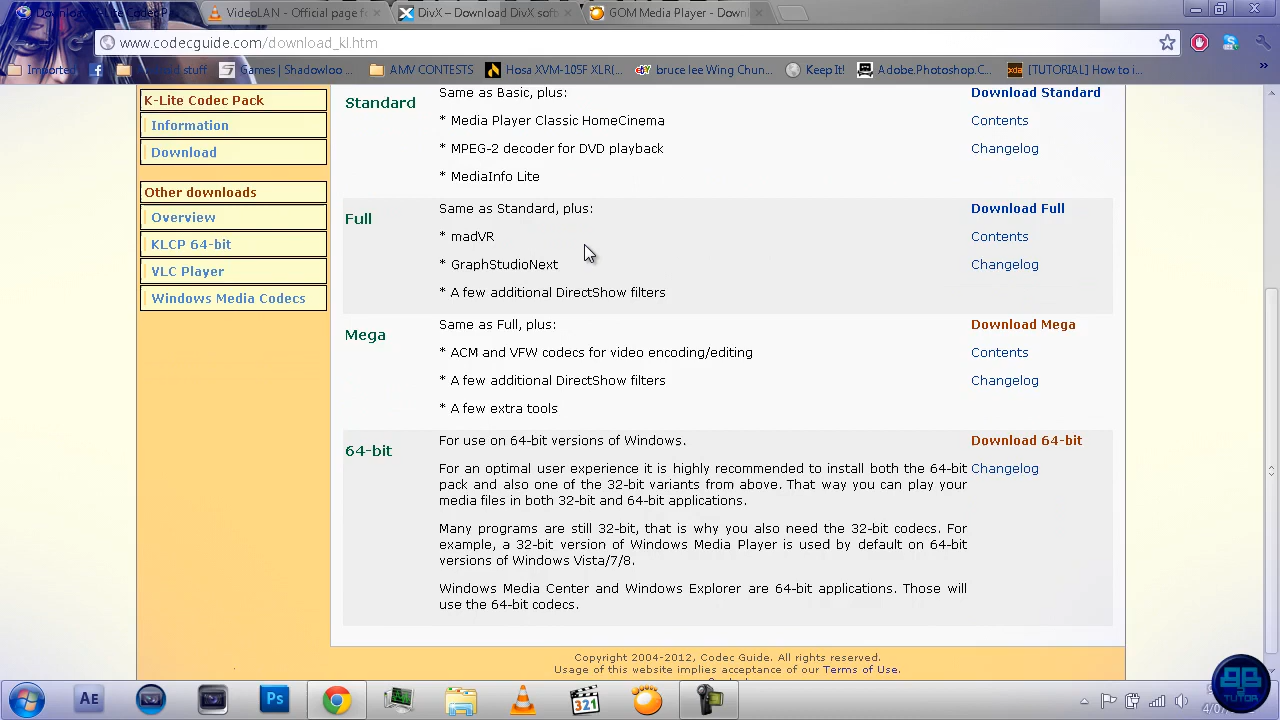 VideoLAN - Official page f
DivX – Download DivX soft
GOM Media Player - Down
www.codecguide.com/download_kl.htm
Imported
Games | Shadowloo ...
AMV CONTESTS
Hosa XVM-105F XLR(...
bruce lee Wing Chun...
Keep It!
Adobe.Photoshop.C...
[TUTORIAL] How to i...
»
K-Lite Codec Pack
Information
Download
Other downloads
Overview
KLCP 64-bit
VLC Player
Windows Media Codecs
Standard
Same as Basic, plus:
* Media Player Classic HomeCinema
* MPEG-2 decoder for DVD playback
* MediaInfo Lite
Download Standard
Contents
Changelog
Full
Same as Standard, plus:
* madVR
* GraphStudioNext
* A few additional DirectShow filters
Download Full
Contents
Changelog
Mega
Same as Full, plus:
* ACM and VFW codecs for video encoding/editing
* A few additional DirectShow filters
* A few extra tools
Download Mega
Contents
Changelog
64-bit
For use on 64-bit versions of Windows.
For an optimal user experience it is highly recommended to install both the 64-bit
pack and also one of the 32-bit variants from above. That way you can play your
media files in both 32-bit and 64-bit applications.
Many programs are still 32-bit, that is why you also need the 32-bit codecs. For
example, a 32-bit version of Windows Media Player is used by default on 64-bit
versions of Windows Vista/7/8.
Windows Media Center and Windows Explorer are 64-bit applications. Those will
use the 64-bit codecs.
Download 64-bit
Changelog
Copyright 2004-2012, Codec Guide. All rights reserved.
Usage of this website implies acceptance of our Terms of Use.
Ae
Ps
321
4/07/
TUTOR